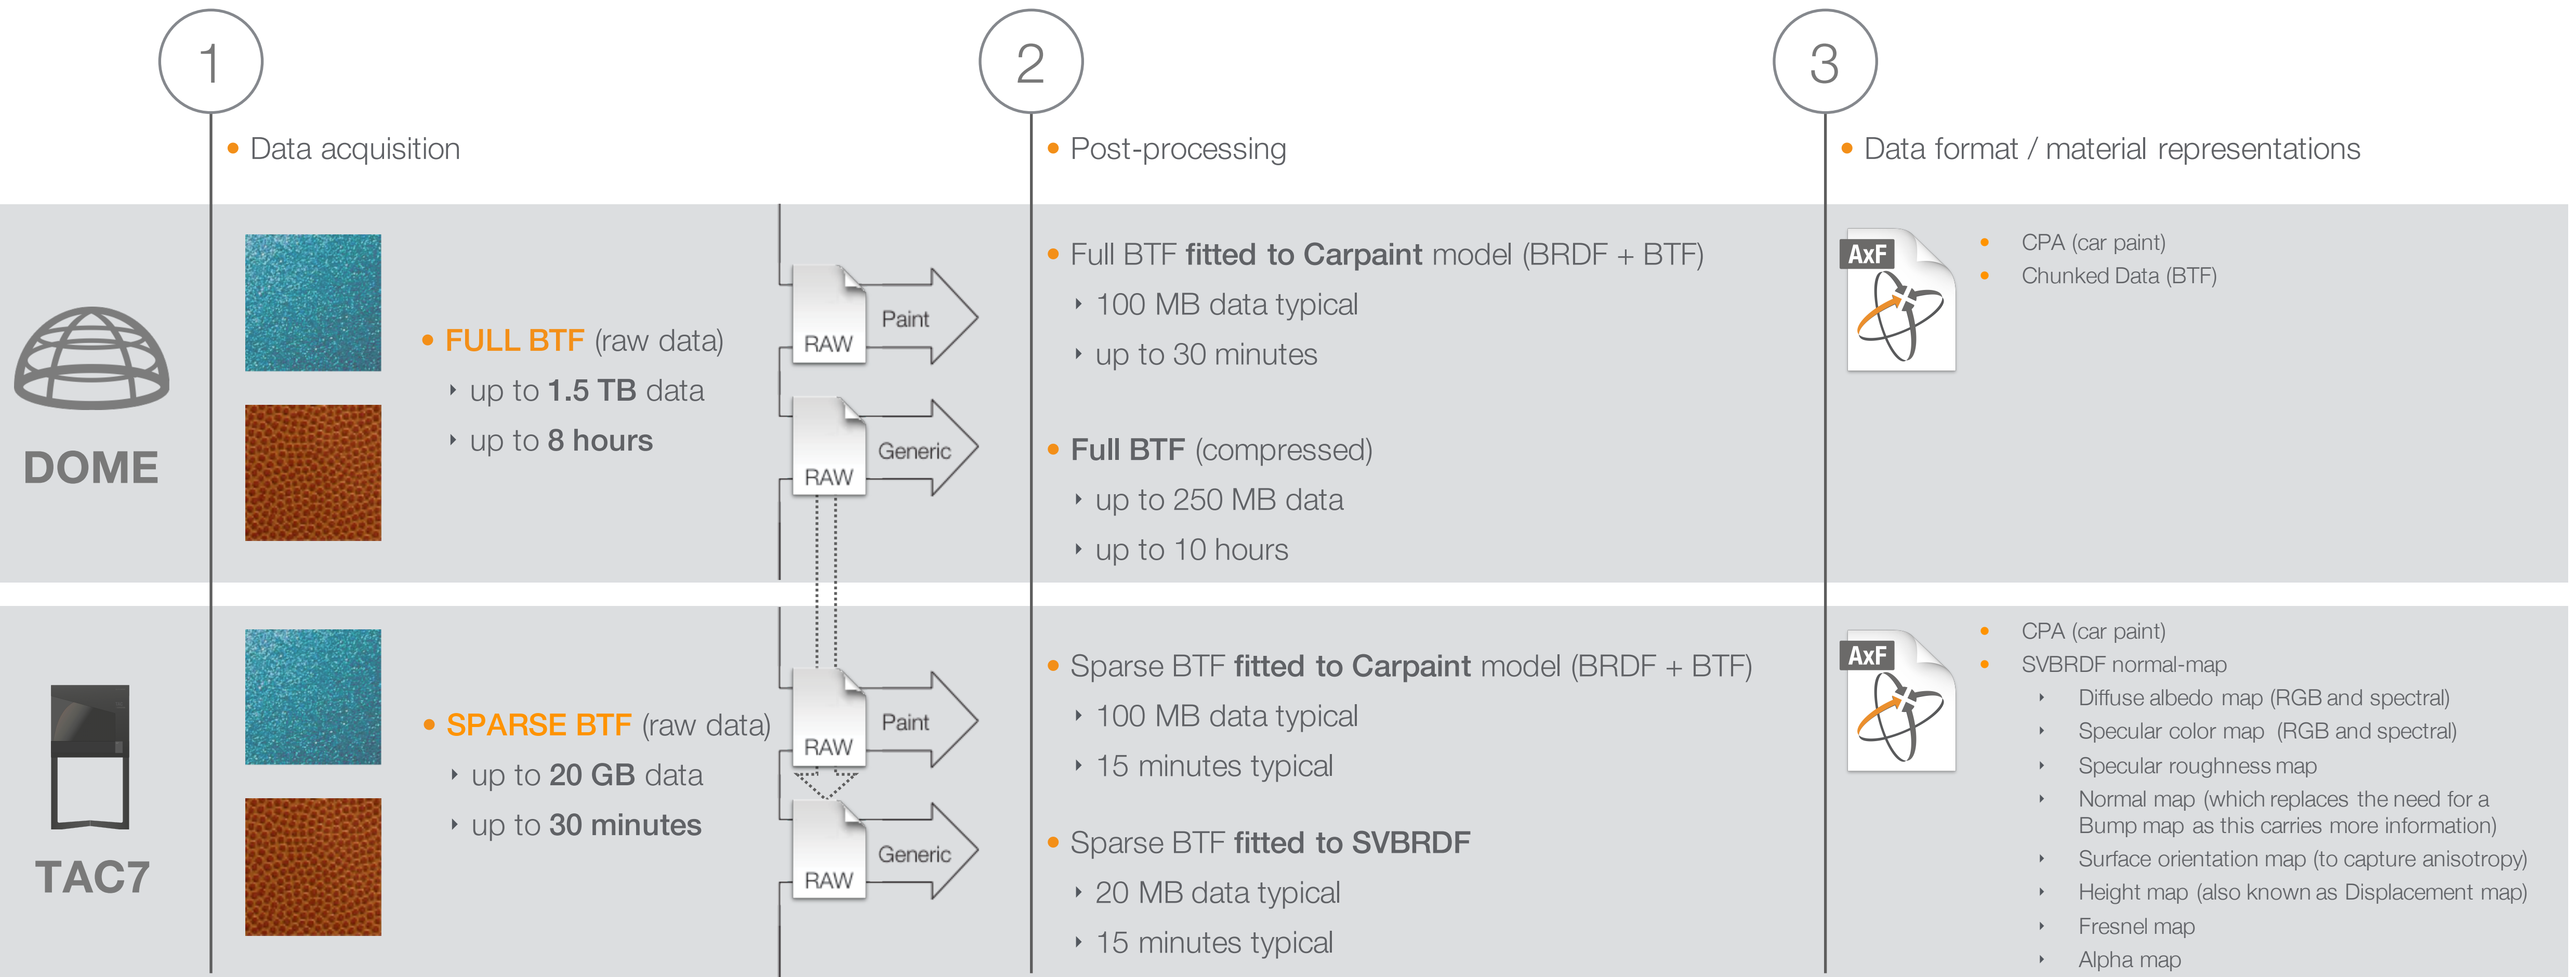 1
2
3
• Data acquisition
• Post-processing
• Data format / material representations
DOME
• FULL BTF (raw data)
‣ up to 1.5 TB data
‣ up to 8 hours
RAW
Paint
RAW
Generic
• Full BTF fitted to Carpaint model (BRDF + BTF)
‣ 100 MB data typical
‣ up to 30 minutes
• Full BTF (compressed)
‣ up to 250 MB data
‣ up to 10 hours
AxF
• CPA (car paint)
• Chunked Data (BTF)
TAC7
• SPARSE BTF (raw data)
‣ up to 20 GB data
‣ up to 30 minutes
RAW
Paint
RAW
Generic
• Sparse BTF fitted to Carpaint model (BRDF + BTF)
‣ 100 MB data typical
‣ 15 minutes typical
• Sparse BTF fitted to SVBRDF
‣ 20 MB data typical
‣ 15 minutes typical
AxF
• CPA (car paint)
• SVBRDF normal-map
‣ Diffuse albedo map (RGB and spectral)
‣ Specular color map (RGB and spectral)
‣ Specular roughness map
‣ Normal map (which replaces the need for a
Bump map as this carries more information)
‣ Surface orientation map (to capture anisotropy)
‣ Height map (also known as Displacement map)
‣ Fresnel map
‣ Alpha map